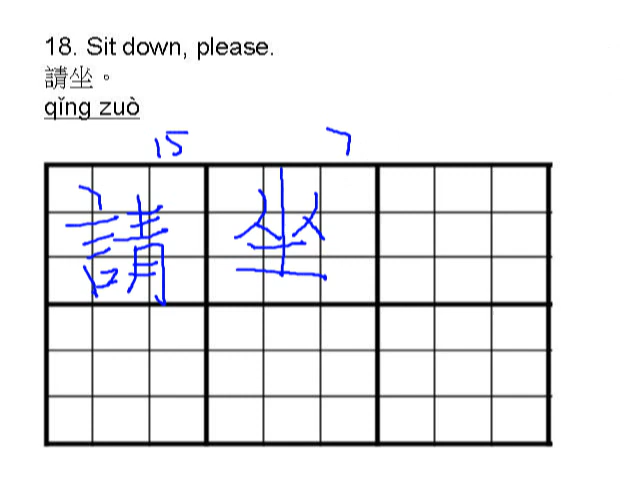 18. Sit down, please.
請坐。
qǐng zuò
15 7
請 坐